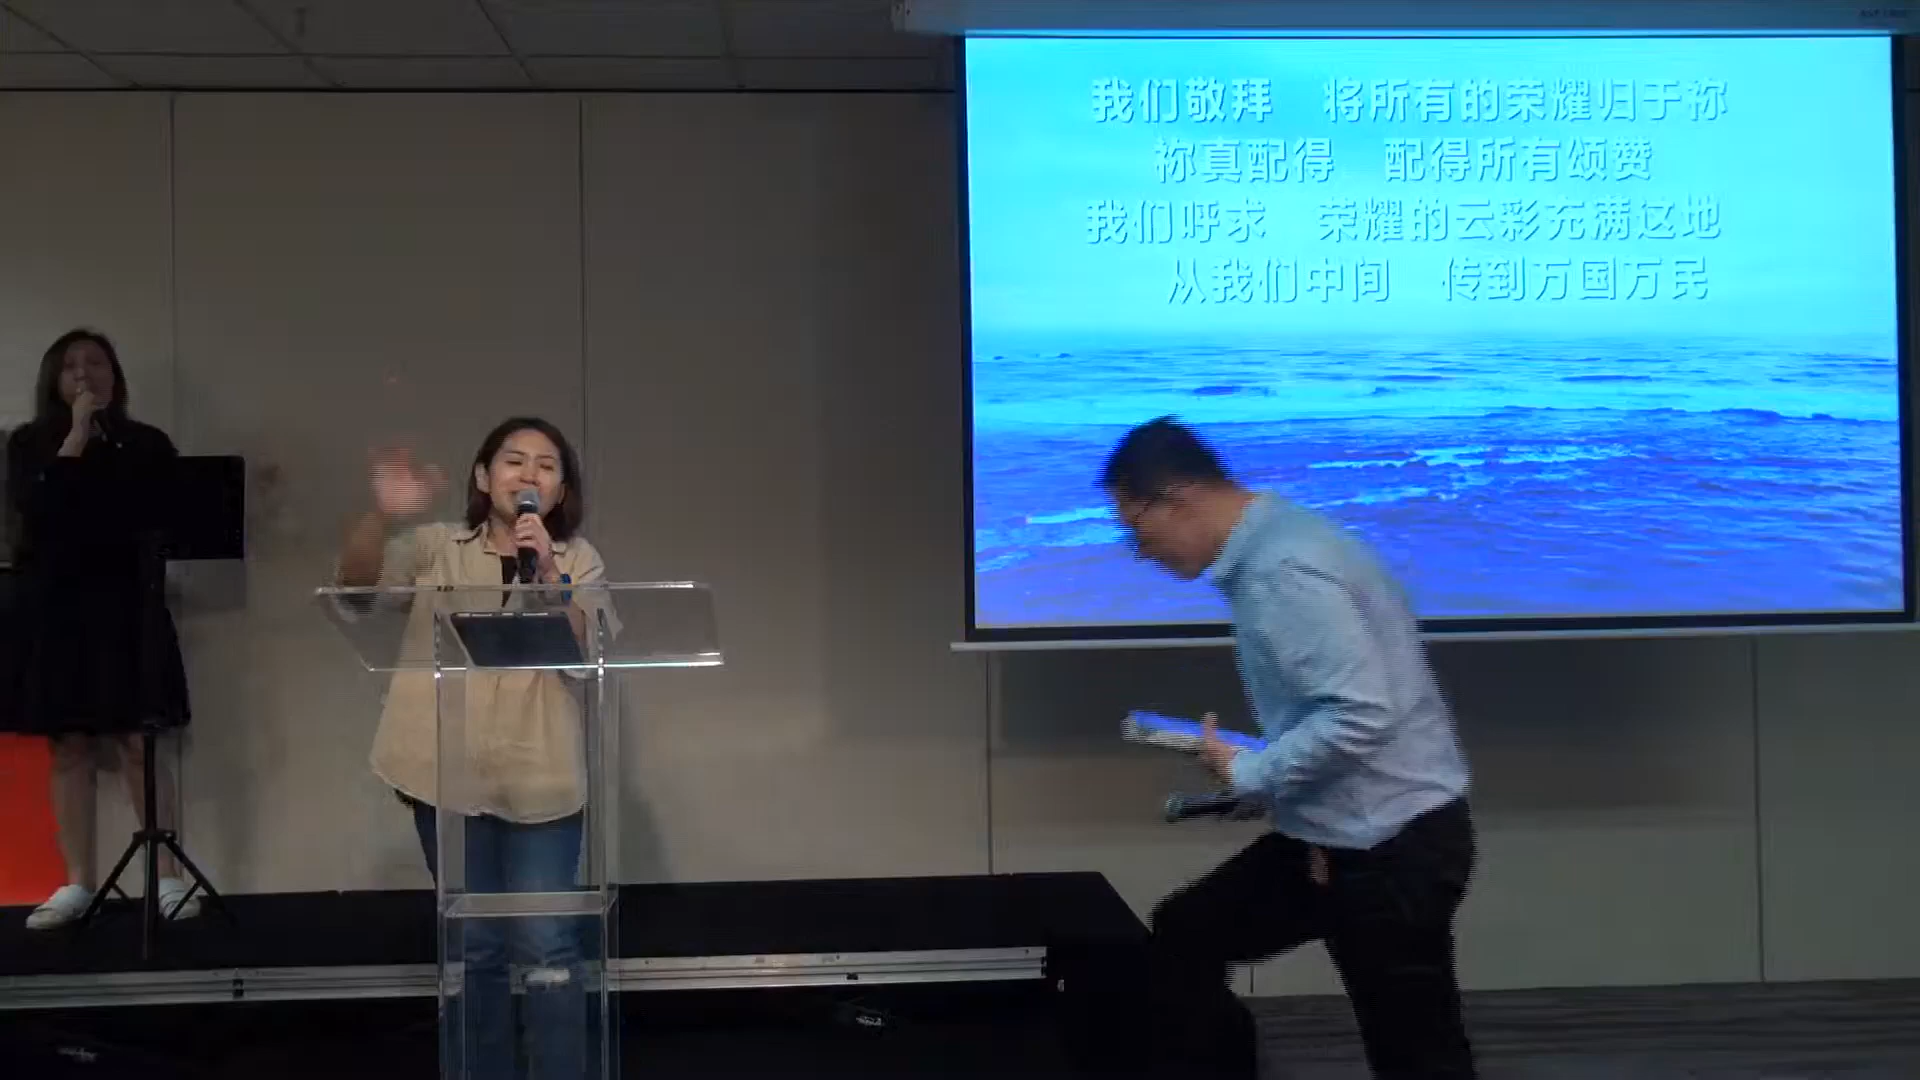 我们敬拜 将所有的荣耀归于祢
祢真配得 配得所有颂赞
我们呼求 荣耀的云彩充满这地
从我们中间 传到万国万民